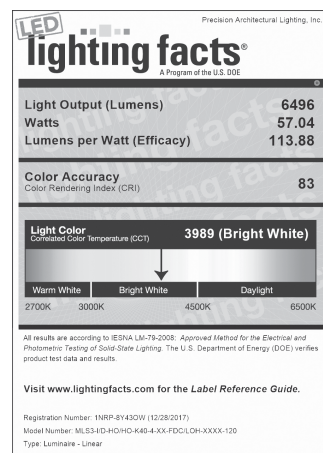 Precision Architectural Lighting, Inc.
LED
lighting facts®
A Program of the U.S. DOE
Light Output (Lumens) 6496
Watts 57.04
Lumens per Watt (Efficacy) 113.88
Color Accuracy
Color Rendering Index (CRI) 83
Light Color
Correlated Color Temperature (CCT) 3989 (Bright White)
Warm White Bright White Daylight
2700K 3000K 4500K 6500K
All results are according to IESNA LM-79-2008: Approved Method for the Electrical and
Photometric Testing of Solid-State Lighting. The U.S. Department of Energy (DOE) verifies
product test data and results.
Visit www.lightingfacts.com for the Label Reference Guide.
Registration Number: 1NRP-8Y43OW (12/28/2017)
Model Number: MLS3-I/D-HO/HO-K40-4-XX-FDC/LOH-XXXX-120
Type: Luminaire - Linear